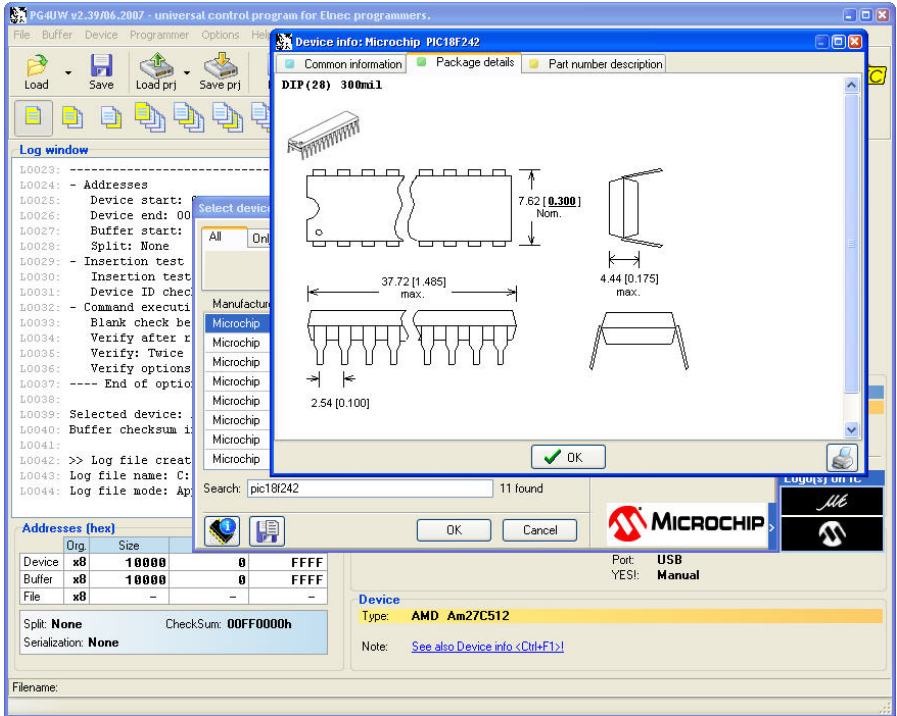 PG4UW v2.39/06.2007 - universal control program for Elnec programmers.
File Buffer Device Programmer Options Help
Load Save Load prj Save prj
Log window
L0023: 
L0024: - Addresses
L0025: Device start:
L0026: Device end: 00
L0027: Buffer start:
L0028: Split: None
L0029: - Insertion test
L0030: Insertion test
L0031: Device ID chec
L0032: - Command executi
L0033: Blank check be
L0034: Verify after r
L0035: Verify: Twice
L0036: Verify options
L0037: ---- End of optio
L0038:
L0039: Selected device:
L0040: Buffer checksum i
L0041:
L0042: >> Log file creat
L0043: Log file name: C:
L0044: Log file mode: Ap
Select device
All Onl
Manufacture
Microchip
Microchip
Microchip
Microchip
Microchip
Microchip
Microchip
Microchip
Search: pic18f242 11 found
OK Cancel
Device info: Microchip PIC18F242
Common information Package details Part number description
DIP(28) 300mil
7.62 [ 0.300 ]
Nom.
37.72 [1.485]
max.
4.44 [0.175]
max.
2.54 [0.100]
OK
Logo(s) on IC
MICROCHIP
Addresses (hex)
Org. Size
Device x8 10000 0 FFFF
Buffer x8 10000 0 FFFF
File x8 - - -
Split: None CheckSum: 00FF0000h
Serialization: None
Port: USB
YES!: Manual
Device
Type: AMD Am27C512
Note: See also Device info <Ctrl+F1>!
Filename: